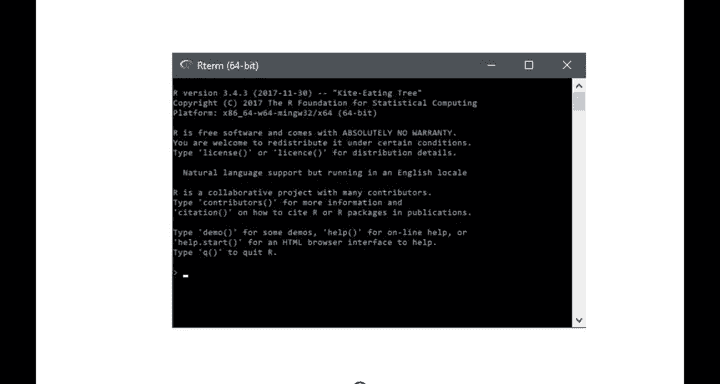 Rterm (64-bit)
R version 3.4.3 (2017-11-30) -- "Kite-Eating Tree"
Copyright (C) 2017 The R Foundation for Statistical Computing
Platform: x86_64-w64-mingw32/x64 (64-bit)
R is free software and comes with ABSOLUTELY NO WARRANTY.
You are welcome to redistribute it under certain conditions.
Type 'license()' or 'licence()' for distribution details.
Natural language support but running in an English locale
R is a collaborative project with many contributors.
Type 'contributors()' for more information and
'citation()' on how to cite R or R packages in publications.
Type 'demo()' for some demos, 'help()' for on-line help, or
'help.start()' for an HTML browser interface to help.
Type 'q()' to quit R.
>